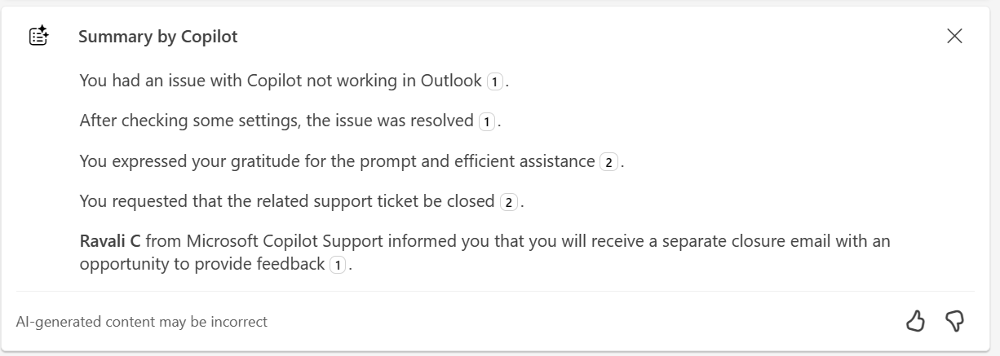 Summary by Copilot
You had an issue with Copilot not working in Outlook 1.
After checking some settings, the issue was resolved 1.
You expressed your gratitude for the prompt and efficient assistance 2.
You requested that the related support ticket be closed 2.
Ravali C from Microsoft Copilot Support informed you that you will receive a separate closure email with an
opportunity to provide feedback 1.
AI-generated content may be incorrect